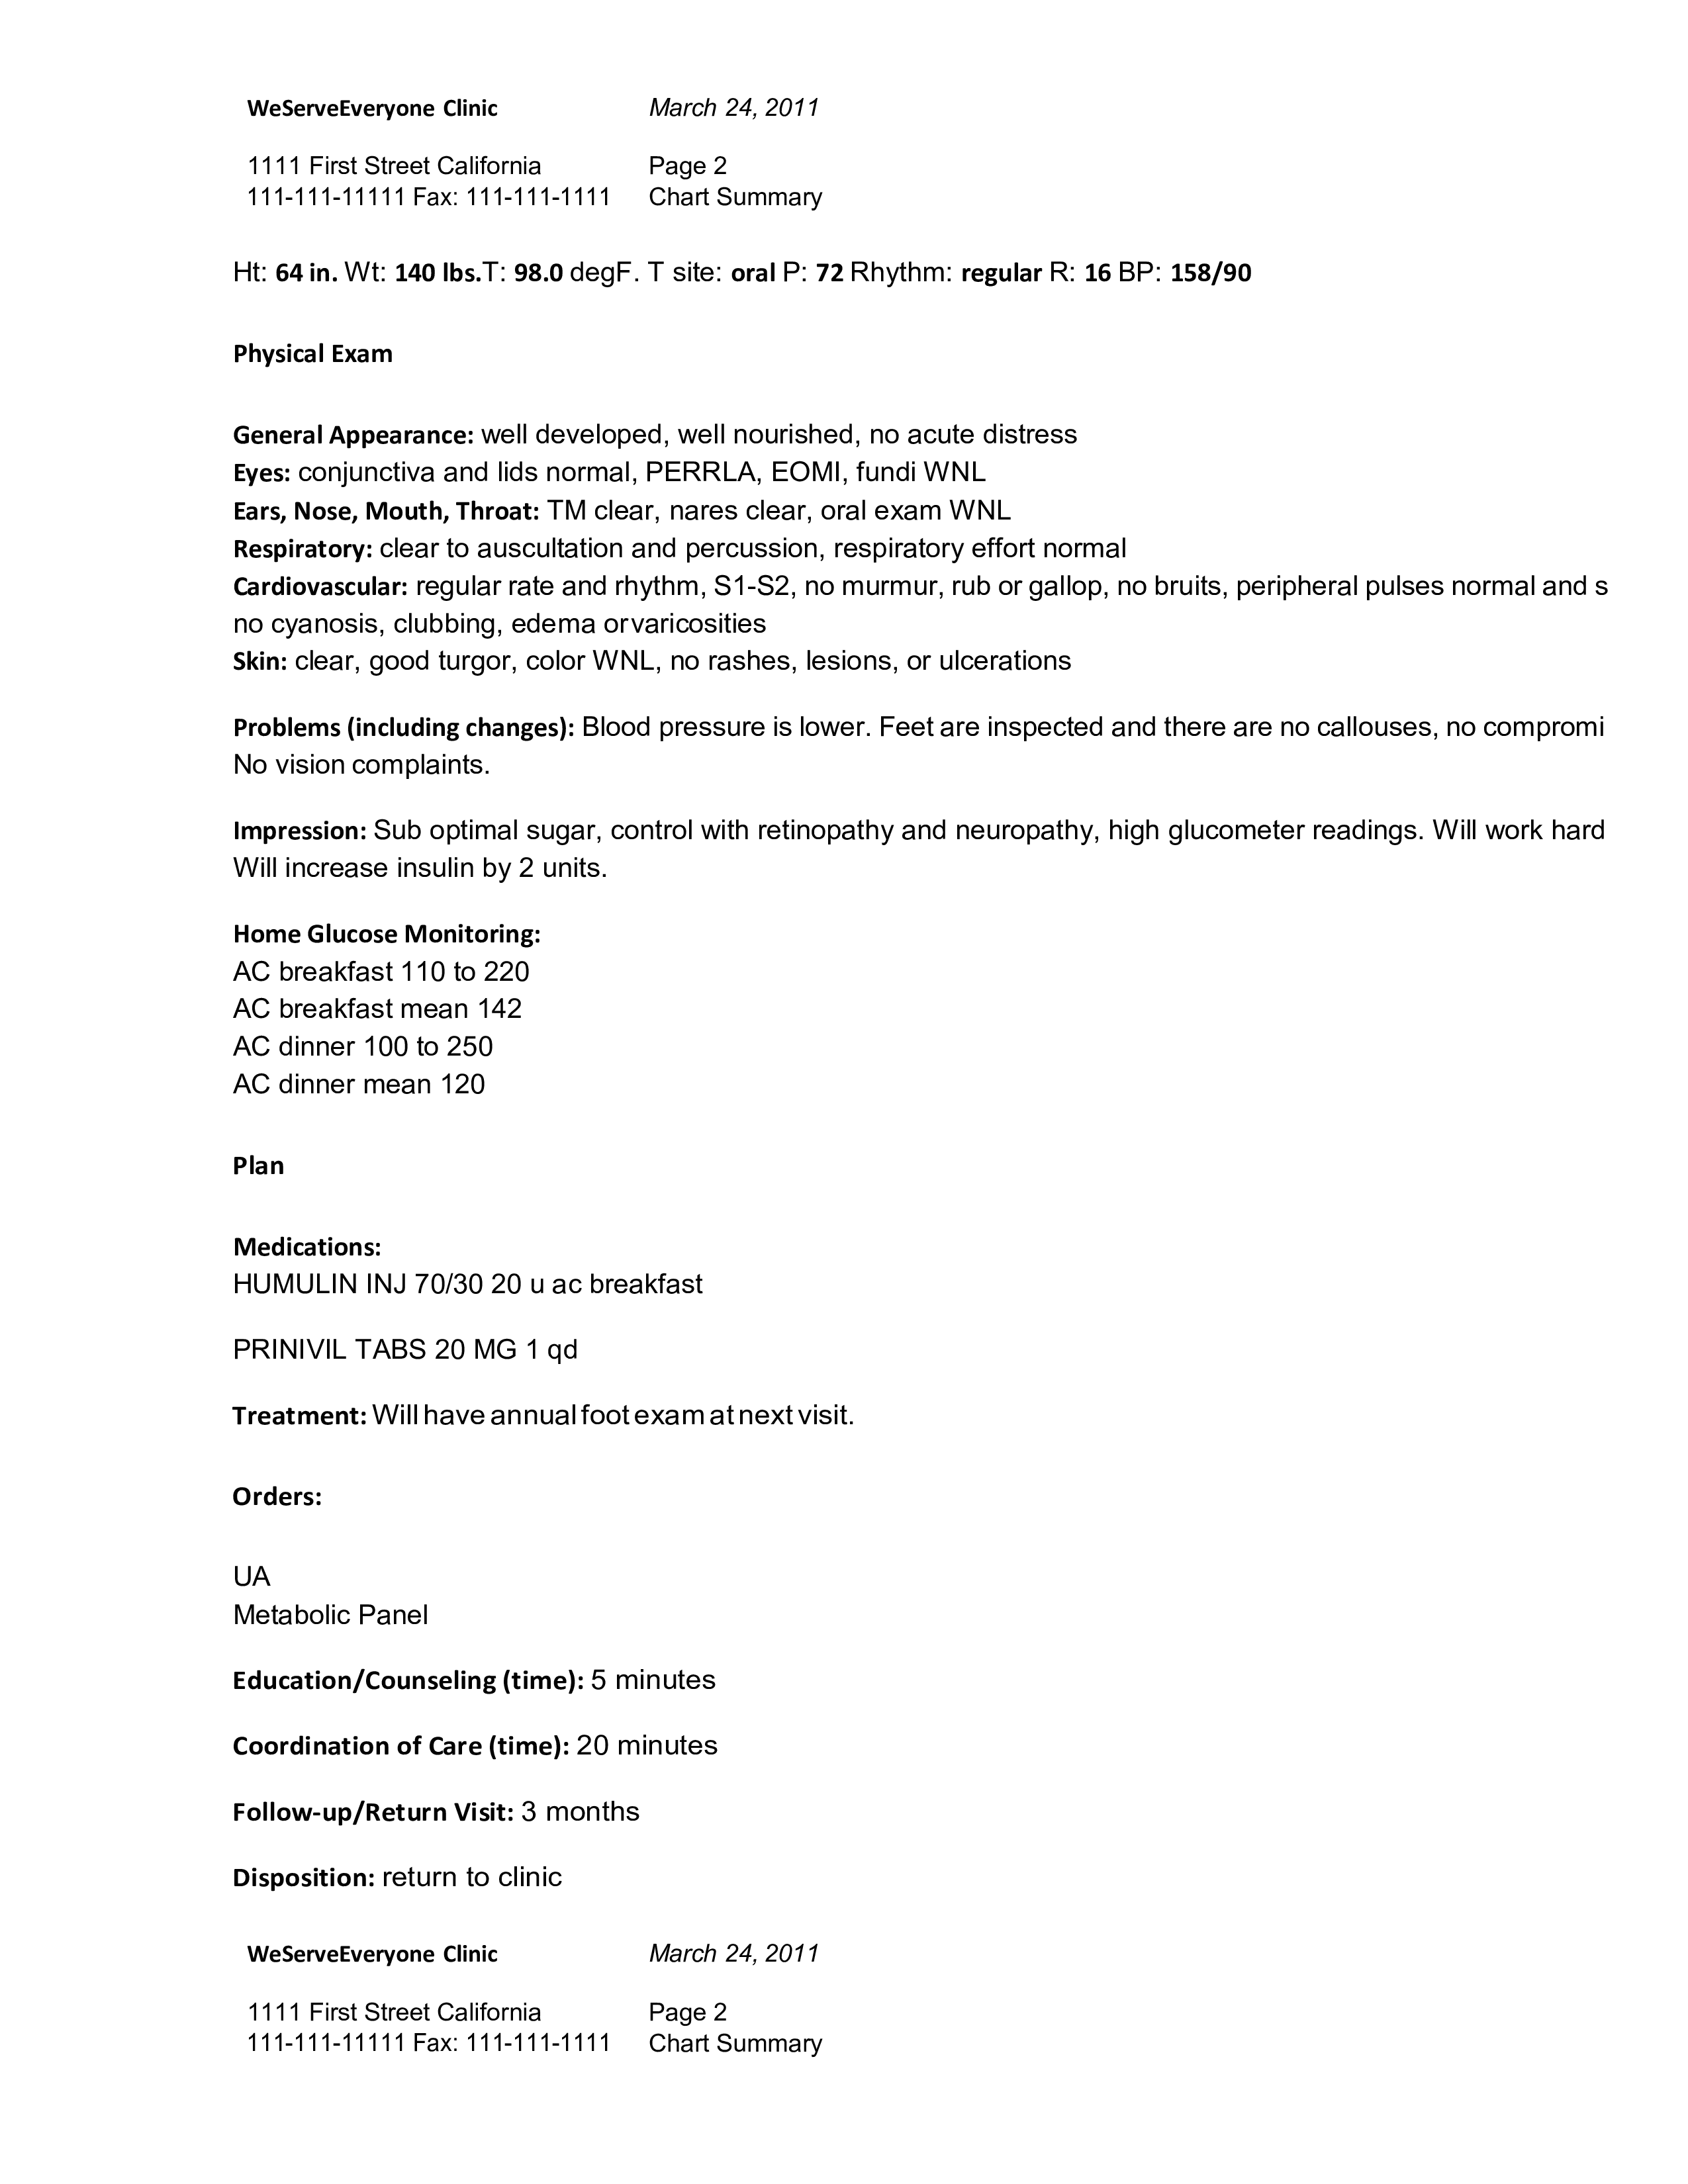 WeServeEveryone Clinic March 24, 2011
1111 First Street California Page 2
111-111-11111 Fax: 111-111-1111 Chart Summary
Ht: 64 in. Wt: 140 lbs.T: 98.0 degF. T site: oral P: 72 Rhythm: regular R: 16 BP: 158/90
Physical Exam
General Appearance: well developed, well nourished, no acute distress
Eyes: conjunctiva and lids normal, PERRLA, EOMI, fundi WNL
Ears, Nose, Mouth, Throat: TM clear, nares clear, oral exam WNL
Respiratory: clear to auscultation and percussion, respiratory effort normal
Cardiovascular: regular rate and rhythm, S1-S2, no murmur, rub or gallop, no bruits, peripheral pulses normal and s
no cyanosis, clubbing, edema or varicosities
Skin: clear, good turgor, color WNL, no rashes, lesions, or ulcerations
Problems (including changes): Blood pressure is lower. Feet are inspected and there are no callouses, no compromi
No vision complaints.
Impression: Sub optimal sugar, control with retinopathy and neuropathy, high glucometer readings. Will work hard
Will increase insulin by 2 units.
Home Glucose Monitoring:
AC breakfast 110 to 220
AC breakfast mean 142
AC dinner 100 to 250
AC dinner mean 120
Plan
Medications:
HUMULIN INJ 70/30 20 u ac breakfast
PRINIVIL TABS 20 MG 1 qd
Treatment: Will have annual foot exam at next visit.
Orders:
UA
Metabolic Panel
Education/Counseling (time): 5 minutes
Coordination of Care (time): 20 minutes
Follow-up/Return Visit: 3 months
Disposition: return to clinic
WeServeEveryone Clinic March 24, 2011
1111 First Street California Page 2
111-111-11111 Fax: 111-111-1111 Chart Summary